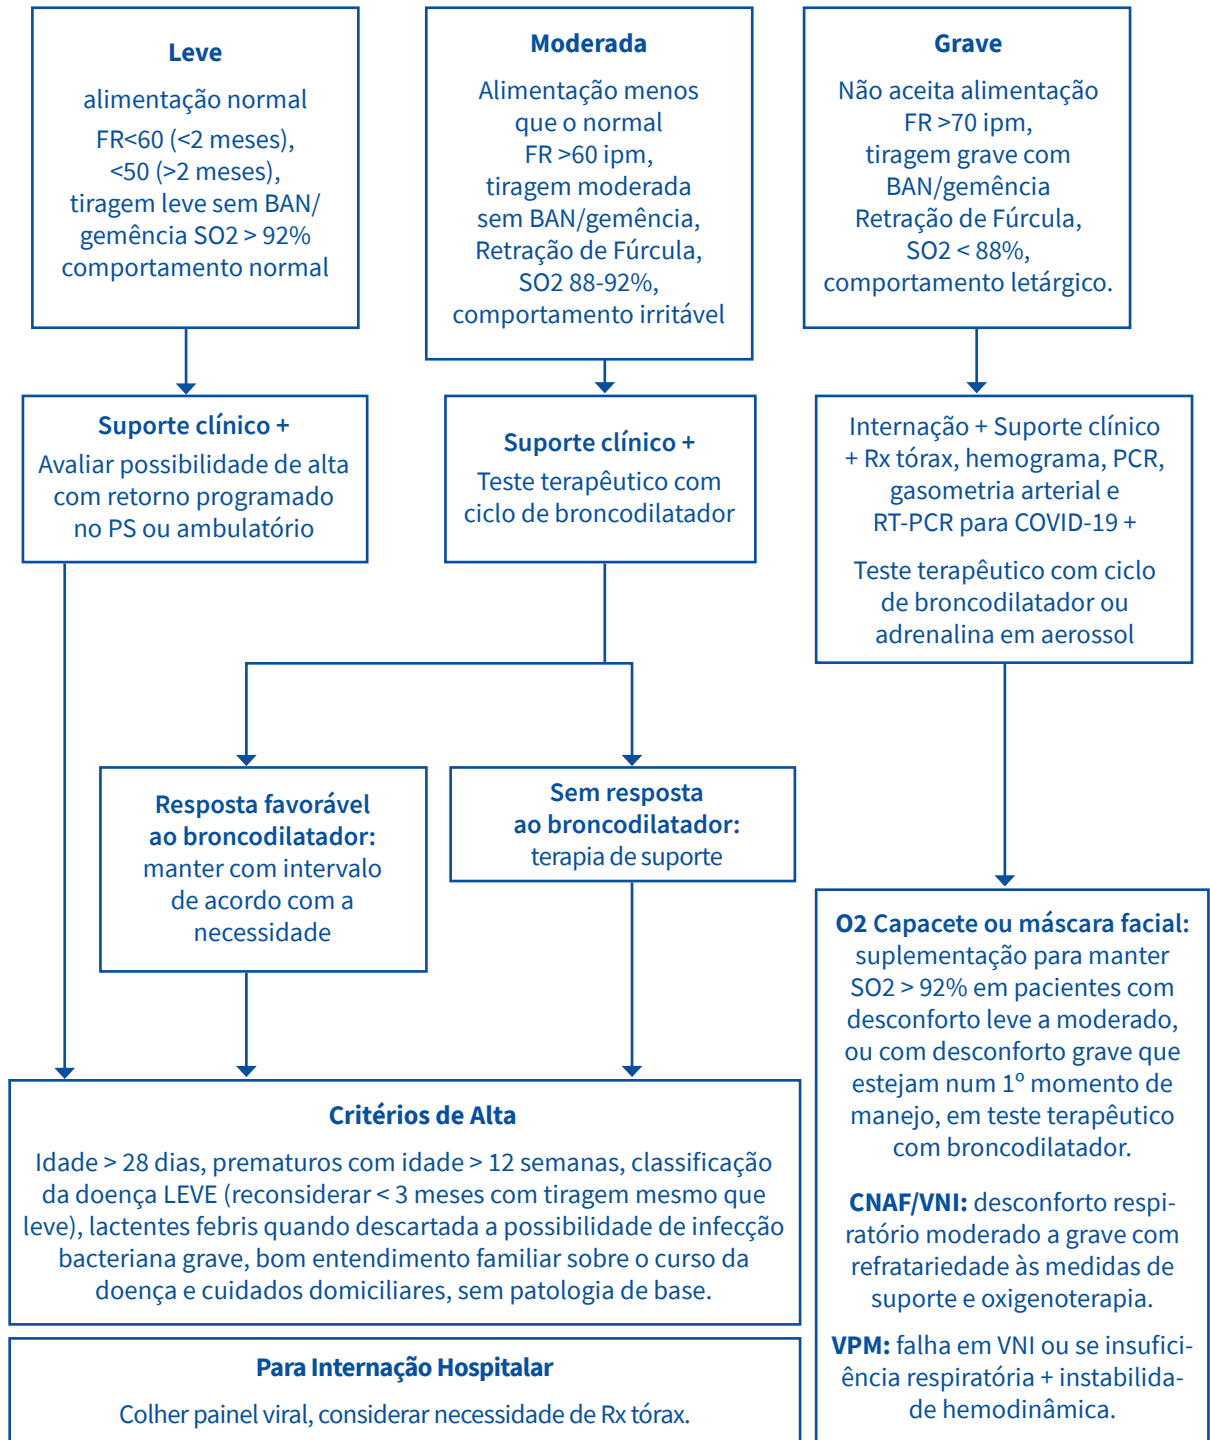 Leve
alimentação normal
FR<60 (<2 meses),
<50 (>2 meses),
tiragem leve sem BAN/
gemência SO2 > 92%
comportamento normal
Moderada
Alimentação menos
que o normal
FR >60 ipm,
tiragem moderada
sem BAN/gemência,
Retração de Fúrcula,
SO2 88-92%,
comportamento irritável
Grave
Não aceita alimentação
FR >70 ipm,
tiragem grave com
BAN/gemência
Retração de Fúrcula,
SO2 < 88%,
comportamento letárgico.
Suporte clínico +
Avaliar possibilidade de alta
com retorno programado
no PS ou ambulatório
Suporte clínico +
Teste terapêutico com
ciclo de broncodilatador
Internação + Suporte clínico
+ Rx tórax, hemograma, PCR,
gasometria arterial e
RT-PCR para COVID-19 +
Teste terapêutico com ciclo
de broncodilatador ou
adrenalina em aerossol
Resposta favorável
ao broncodilatador:
manter com intervalo
de acordo com a
necessidade
Sem resposta
ao broncodilatador:
terapia de suporte
O2 Capacete ou máscara facial:
suplementação para manter
SO2 > 92% em pacientes com
desconforto leve a moderado,
ou com desconforto grave que
estejam num 1º momento de
manejo, em teste terapêutico
com broncodilatador.
CNAF/VNI: desconforto respi-
ratório moderado a grave com
refratariedade às medidas de
suporte e oxigenoterapia.
VPM: falha em VNI ou se insufici-
ência respiratória + instabilida-
de hemodinâmica.
Critérios de Alta
Idade > 28 dias, prematuros com idade > 12 semanas, classificação
da doença LEVE (reconsiderar < 3 meses com tiragem mesmo que
leve), lactentes febris quando descartada a possibilidade de infecção
bacteriana grave, bom entendimento familiar sobre o curso da
doença e cuidados domiciliares, sem patologia de base.
Para Internação Hospitalar
Colher painel viral, considerar necessidade de Rx tórax.